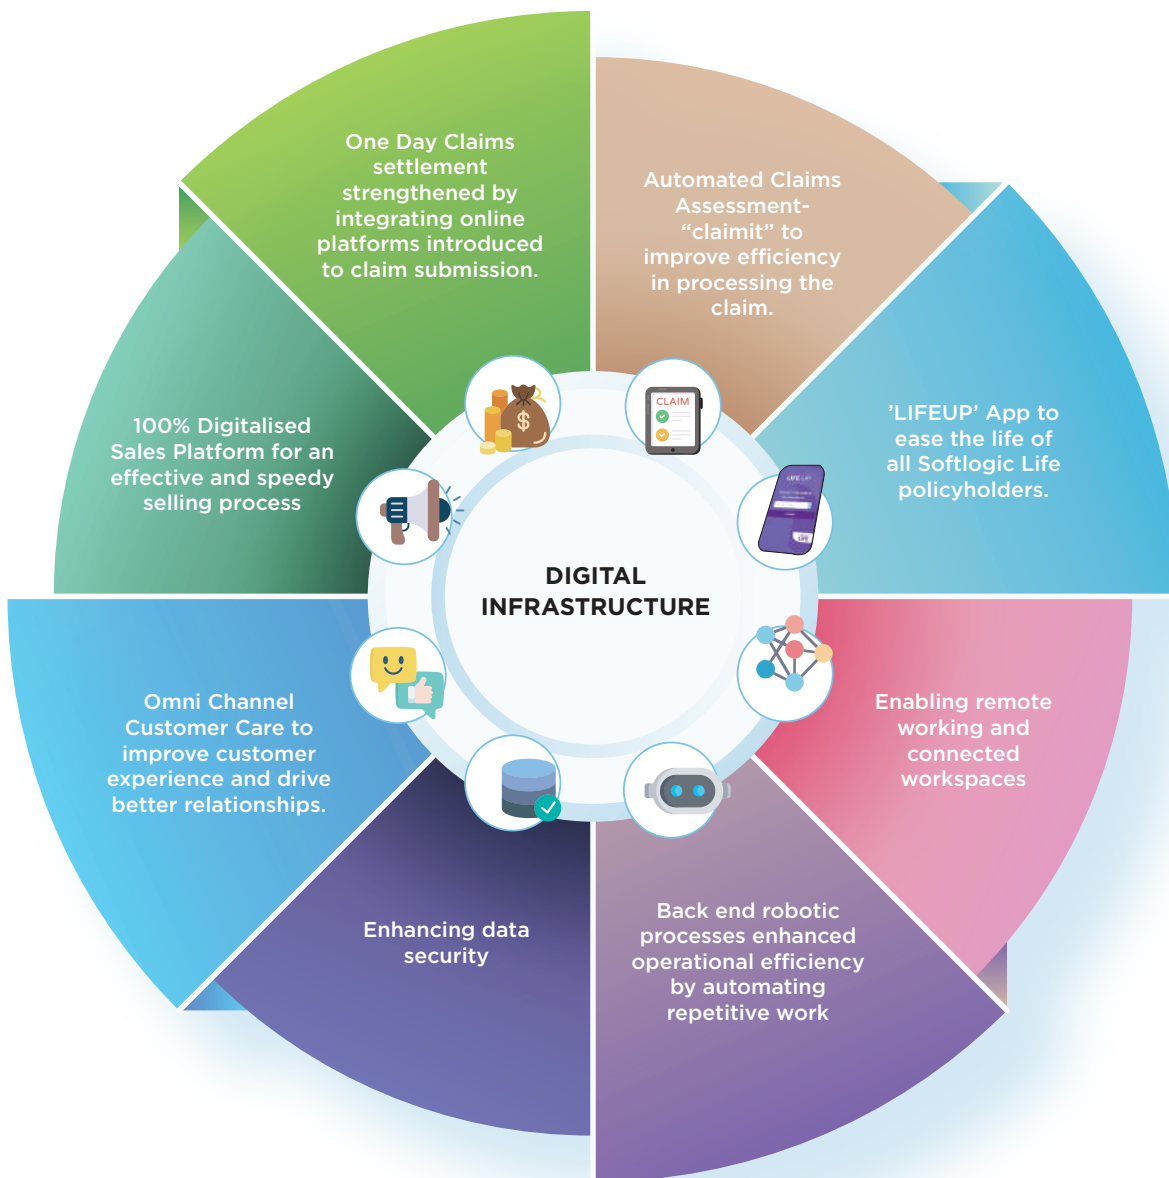 One Day Claims
settlement
strengthened by
integrating online
platforms introduced
to claim submission.
Automated Claims
Assessment-
“claimit” to
improve efficiency
in processing the
claim.
’LIFEUP’ App to
ease the life of
all Softlogic Life
policyholders.
Enabling remote
working and
connected
workspaces
Back end robotic
processes enhanced
operational efficiency
by automating
repetitive work
Enhancing data
security
Omni Channel
Customer Care to
improve customer
experience and drive
better relationships.
100% Digitalised
Sales Platform for an
effective and speedy
selling process
DIGITAL
INFRASTRUCTURE
$
CLAIM
LIFE UP
LIFE